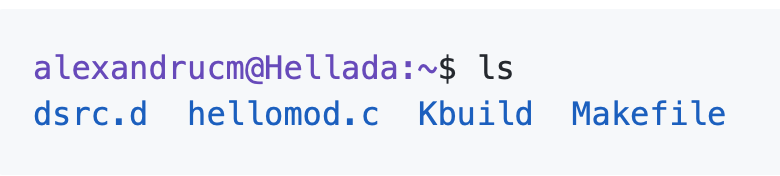 alexandrucm@Hellada:~$ ls
dsrc.d  hellomod.c  Kbuild  Makefile